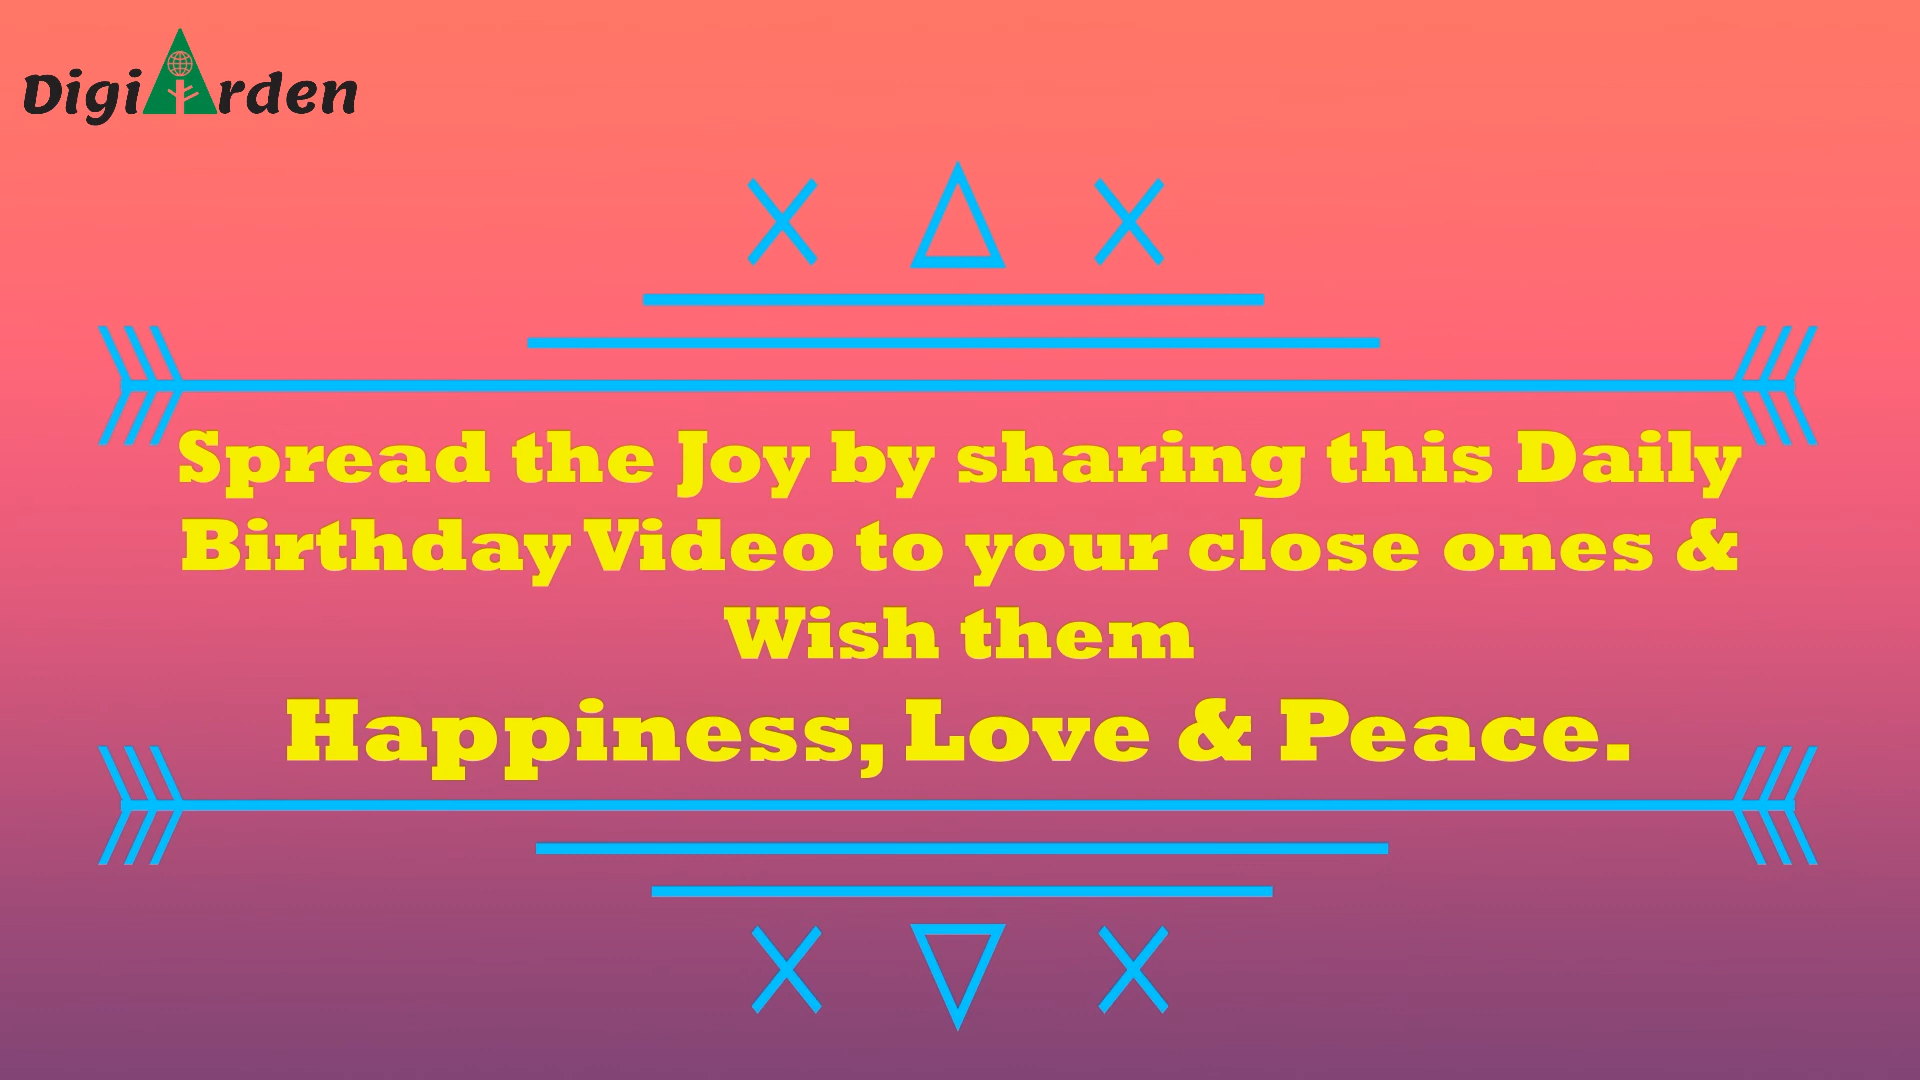 DigiArden
Spread the Joy by sharing this Daily
Birthday Video to your close ones &
Wish them
Happiness, Love & Peace.